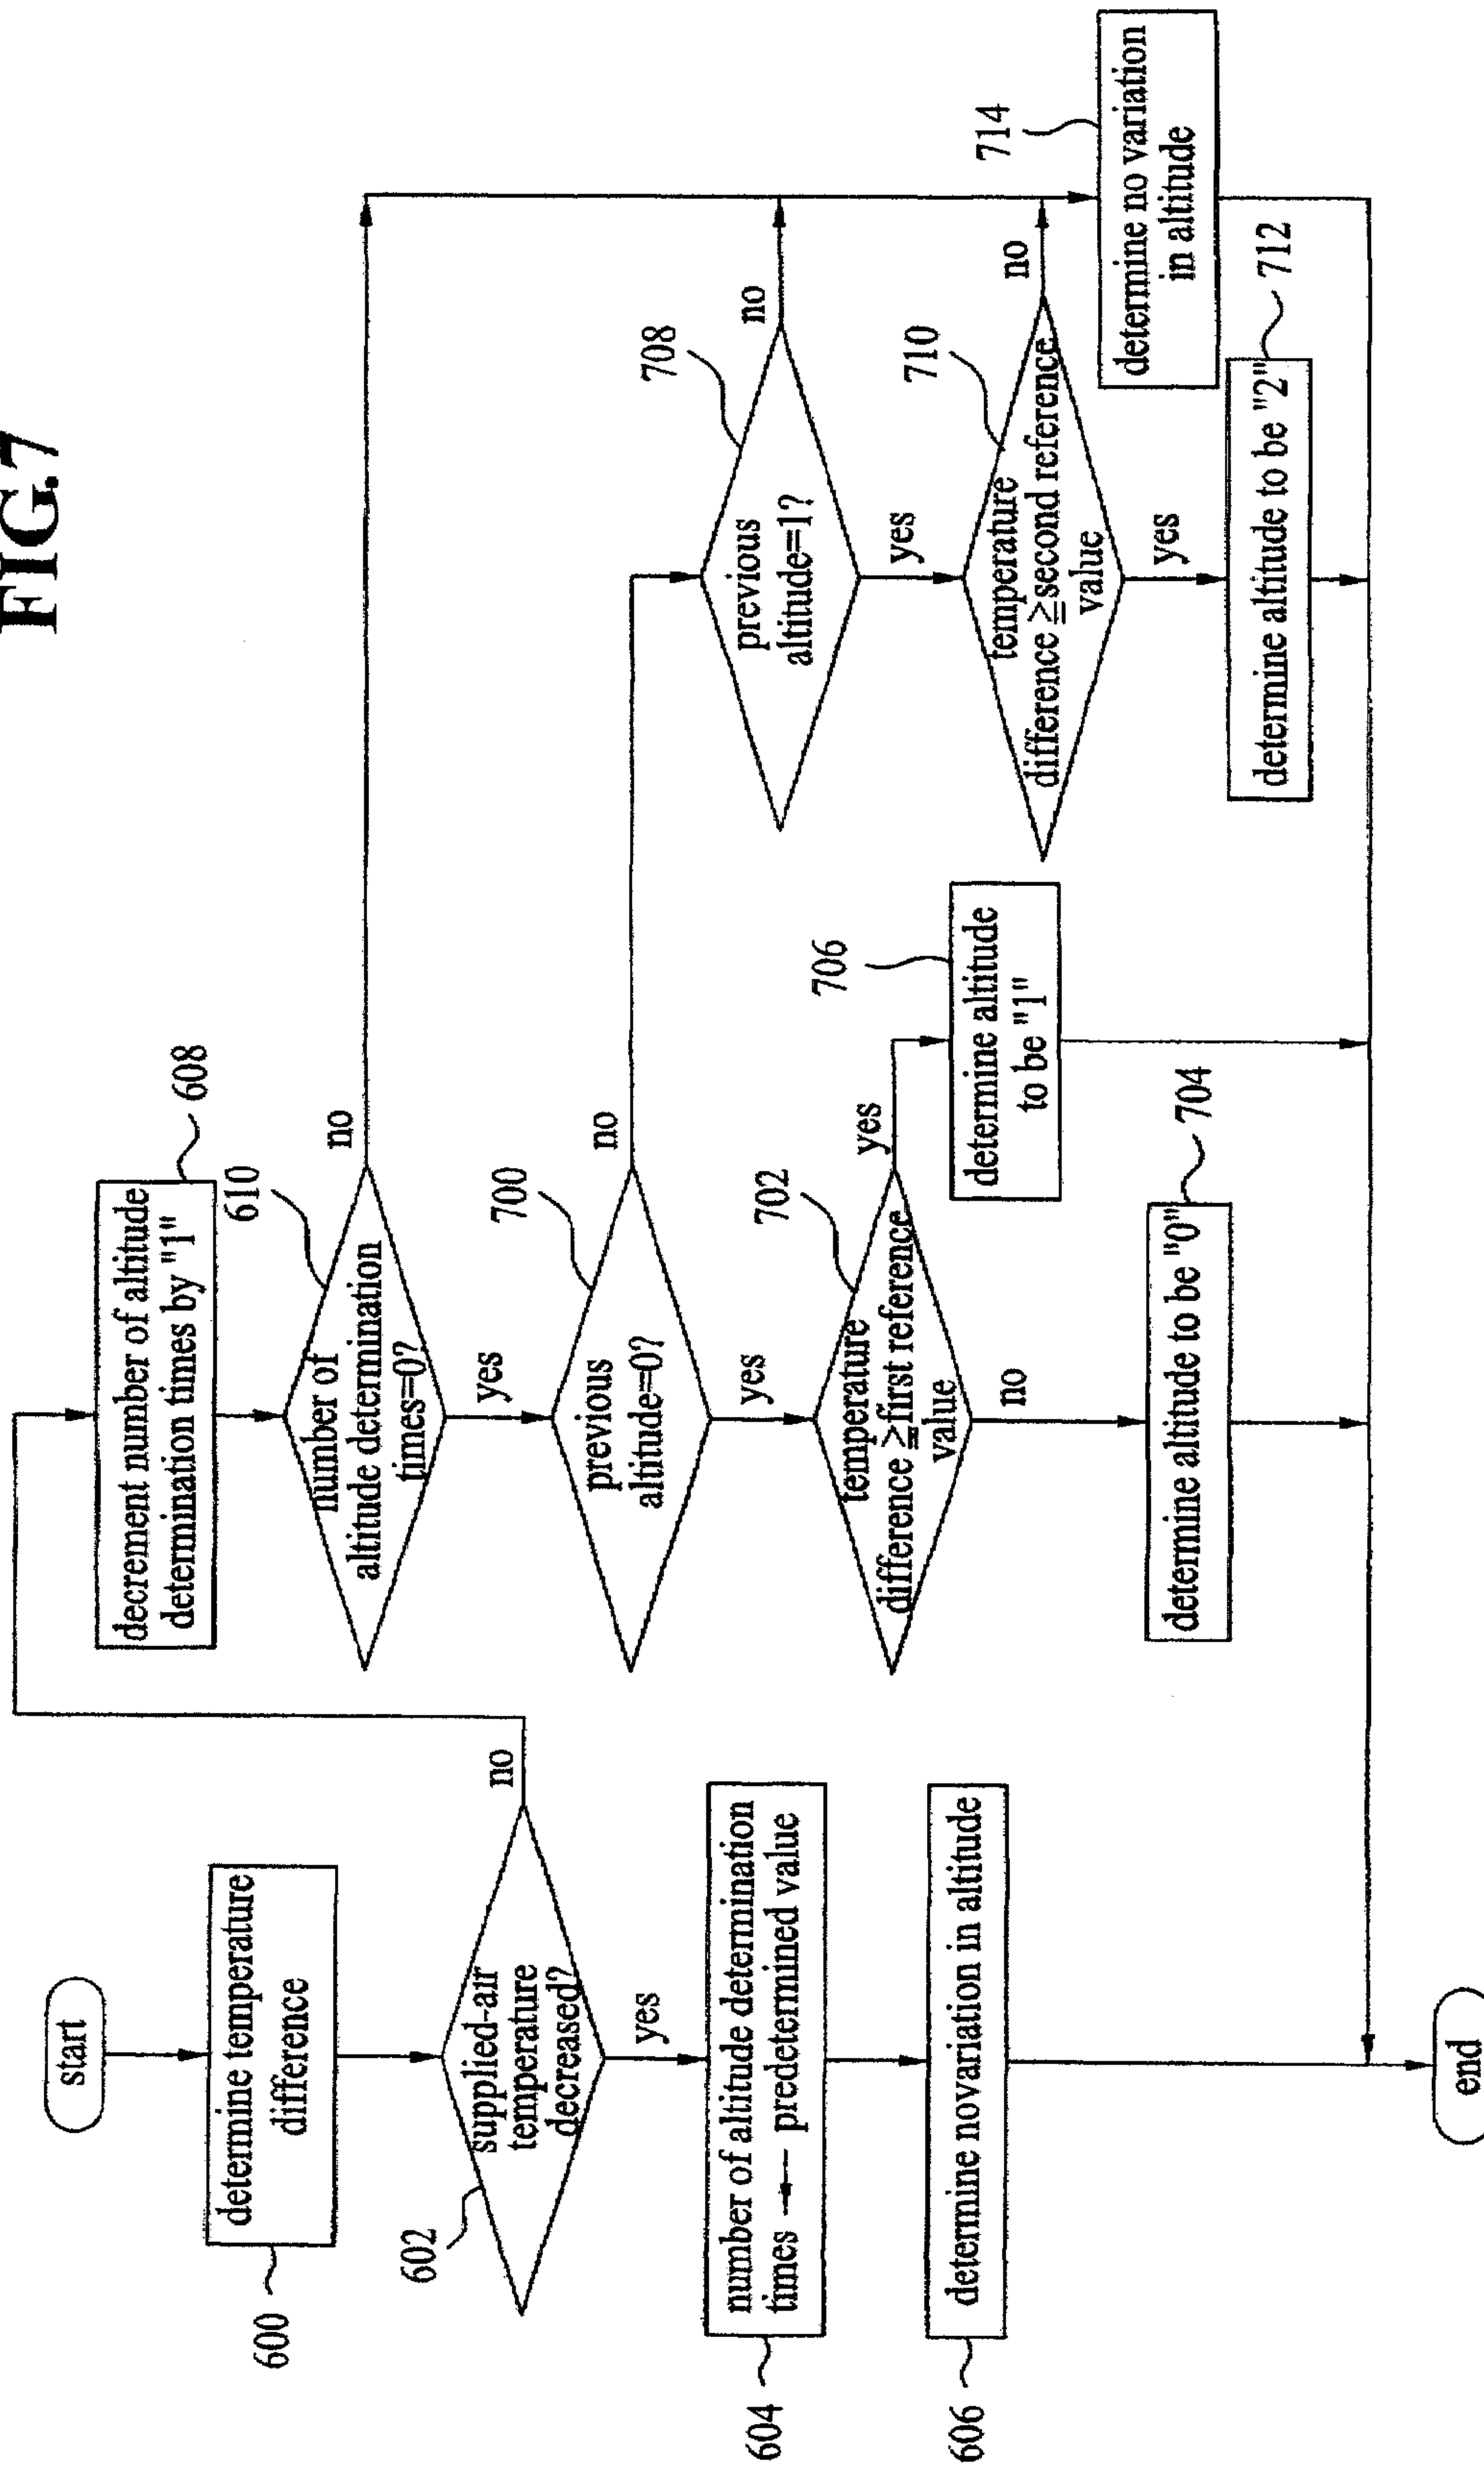 FIG.7
start
determine temperature
difference
600
supplied-air
temperature
decreased?
602
no
yes
number of altitude determination
times ← predetermined value
604
determine novariation in altitude
606
end
decrement number of altitude
determination times by "1"
608
number of
altitude determination
times=0?
610
no
yes
previous
altitude=0?
700
no
yes
temperature
difference ≧first reference
value
702
yes
no
determine altitude to be "0"
704
determine altitude
to be "1"
706
previous
altitude=1?
708
no
yes
temperature
difference ≧second reference
value
710
no
yes
determine altitude to be "2"
712
determine no variation
in altitude
714